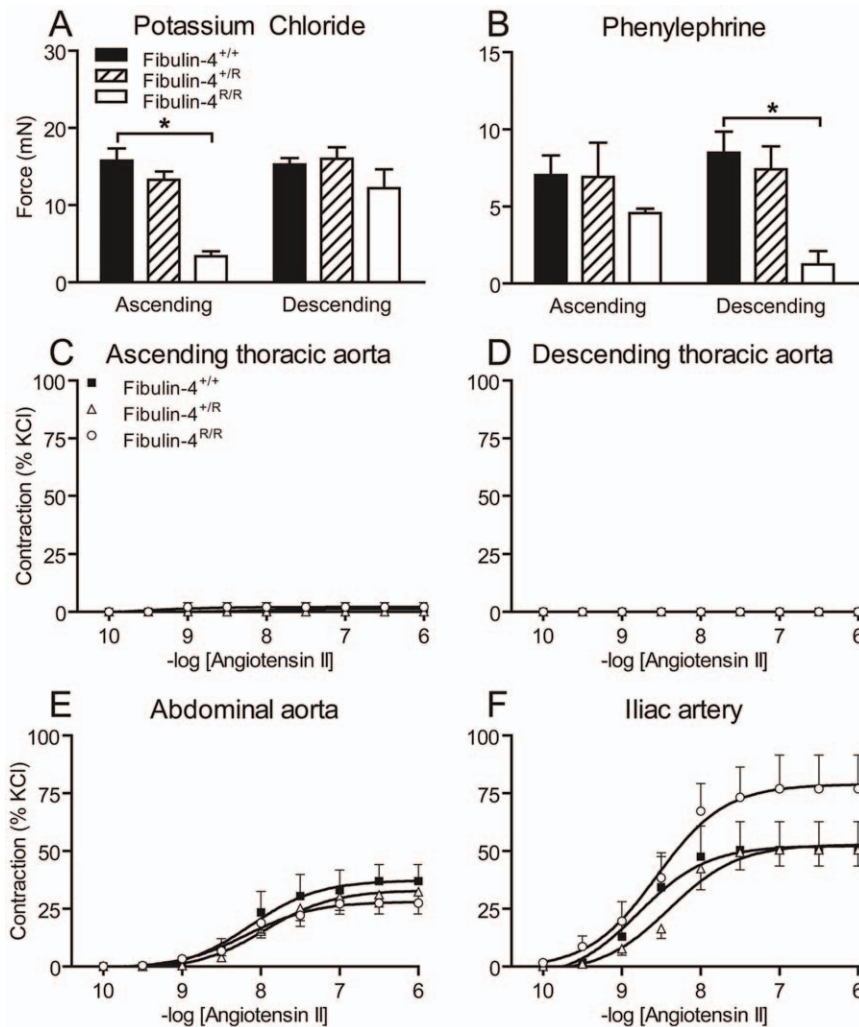 A Potassium Chloride
30
20
10
0
Force (mN)
Fibulin-4+/+
Fibulin-4+/R
Fibulin-4R/R
*
Ascending Descending
B Phenylephrine
15
10
5
0
*
Ascending Descending
C Ascending thoracic aorta
100
75
50
25
0
Contraction (% KCl)
Fibulin-4+/+
Fibulin-4+/R
Fibulin-4R/R
10 9 8 7 6
-log [Angiotensin II]
D Descending thoracic aorta
100
75
50
25
0
10 9 8 7 6
-log [Angiotensin II]
E Abdominal aorta
100
75
50
25
0
Contraction (% KCl)
10 9 8 7 6
-log [Angiotensin II]
F Iliac artery
100
75
50
25
0
10 9 8 7 6
-log [Angiotensin II]